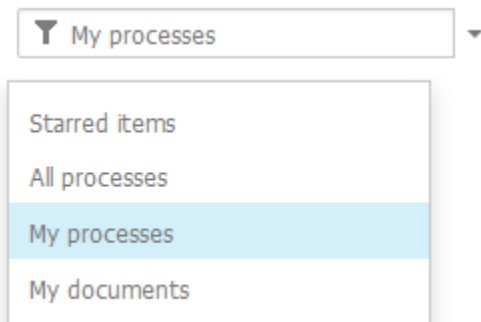 My processes
Starred items
All processes
My processes
My documents